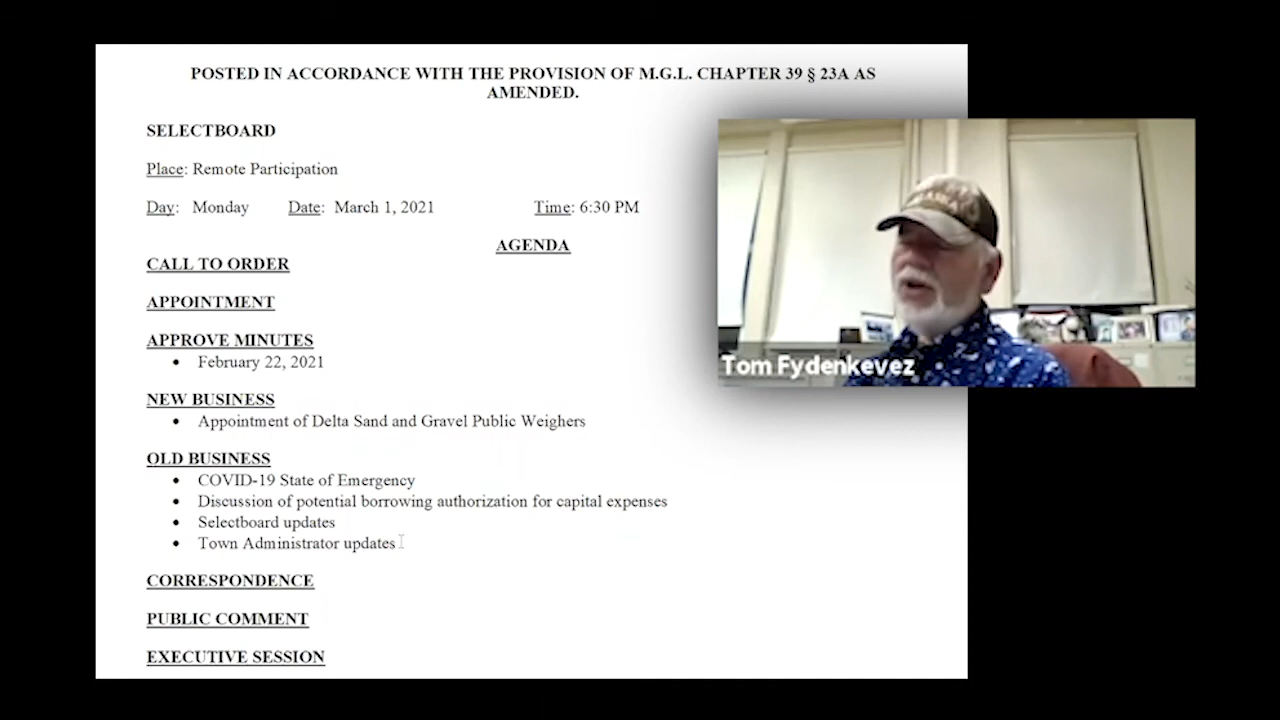 POSTED IN ACCORDANCE WITH THE PROVISION OF M.G.L. CHAPTER 39 § 23A AS
AMENDED.
SELECTBOARD
Place: Remote Participation
Day: Monday Date: March 1, 2021 Time: 6:30 PM
AGENDA
CALL TO ORDER
APPOINTMENT
APPROVE MINUTES
• February 22, 2021
NEW BUSINESS
• Appointment of Delta Sand and Gravel Public Weighers
OLD BUSINESS
• COVID-19 State of Emergency
• Discussion of potential borrowing authorization for capital expenses
• Selectboard updates
• Town Administrator updates
CORRESPONDENCE
PUBLIC COMMENT
EXECUTIVE SESSION
Tom Fydenkevez